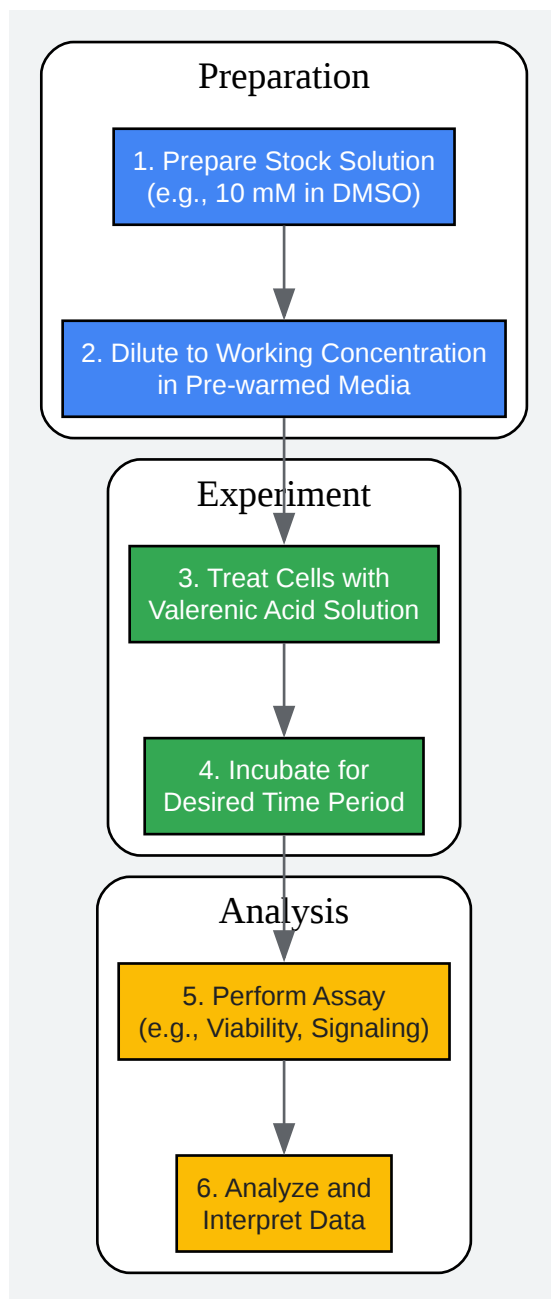 Preparation
1. Prepare Stock Solution
(e.g., 10 mM in DMSO)
2. Dilute to Working Concentration
in Pre-warmed Media
Experiment
3. Treat Cells with
Valerenic Acid Solution
4. Incubate for
Desired Time Period
Analysis
5. Perform Assay
(e.g., Viability, Signaling)
6. Analyze and
Interpret Data